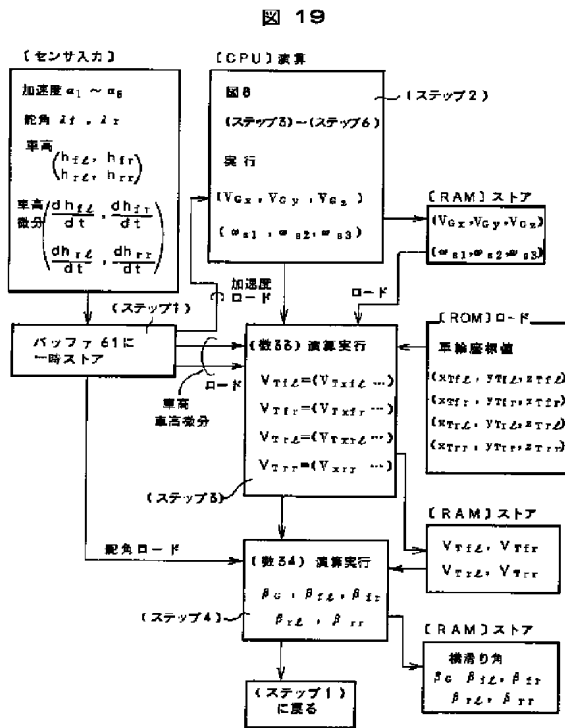 図 19
〔センサ入力〕
加速度 α1 ～ α6
舵角 λf , λr
車高
(hfℓ, hfr
hrℓ, hrr)
車高
微分
(dhfℓ/dt , dhfr/dt
dhrℓ/dt , dhrr/dt)
〔CPU〕演算
図8
(ステップ3)～(ステップ6)
実行
(VGx , VGy , VGz)
(ωs1 , ωs2, ωs3)
(ステップ2)
〔RAM〕ストア
(VGx ,VGy ,VGz)
(ωs1 ,ωs2,ωs3)
(ステップ1)
加速度
ロード
ロード
バッファ 61に
一時ストア
ロード
車高
車高微分
(数33) 演算実行
VTfℓ=(VTxfℓ …)
VTfr=(VTxfr …)
VTrℓ=(VTxrℓ …)
VTrr=(Vxrr …)
(ステップ3)
〔ROM〕ロード
車輪座標値
(xTfℓ, yTfℓ,zTfℓ)
(xTfr, yTfr,zTfr)
(xTrℓ, yTrℓ,zTrℓ)
(xTrr, yTrr,zTrr)
〔RAM〕ストア
VTfℓ, VTfr
VTrℓ, VTrr
舵角ロード
(数34) 演算実行
βG , βfℓ, βfr
βrℓ , βrr
(ステップ4)
〔RAM〕ストア
横滑り角
βG βfℓ, βfr
βrℓ, βrr
(ステップ1)
に戻る